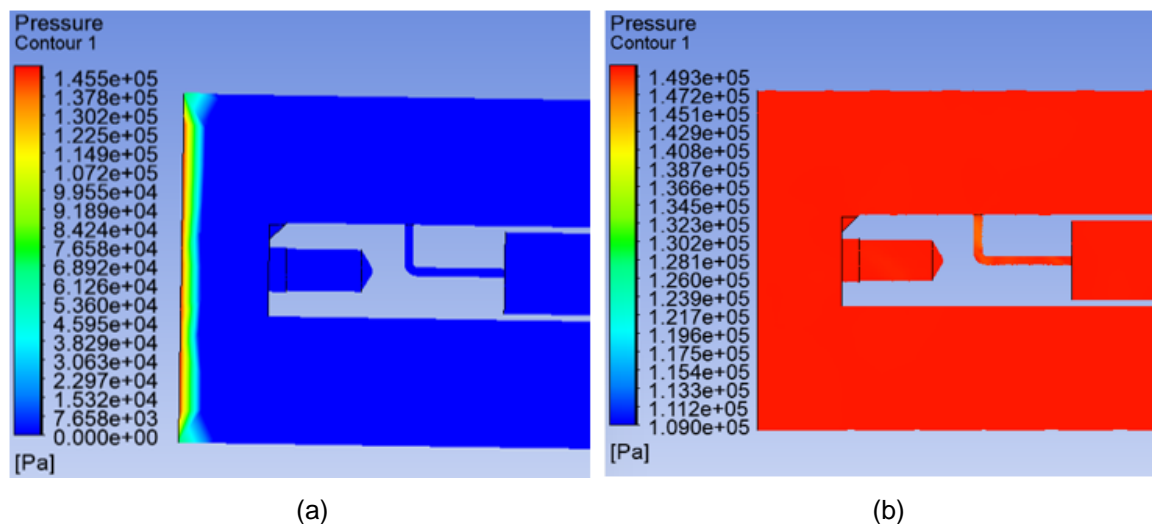 Pressure
Contour 1
1.455e+05
1.378e+05
1.302e+05
1.225e+05
1.149e+05
1.072e+05
9.955e+04
9.189e+04
8.424e+04
7.658e+04
6.892e+04
6.126e+04
5.360e+04
4.595e+04
3.829e+04
3.063e+04
2.297e+04
1.532e+04
7.658e+03
0.000e+00
[Pa]
(a)
Pressure
Contour 1
1.493e+05
1.472e+05
1.451e+05
1.429e+05
1.408e+05
1.387e+05
1.366e+05
1.345e+05
1.323e+05
1.302e+05
1.281e+05
1.260e+05
1.239e+05
1.217e+05
1.196e+05
1.175e+05
1.154e+05
1.133e+05
1.112e+05
1.090e+05
[Pa]
(b)